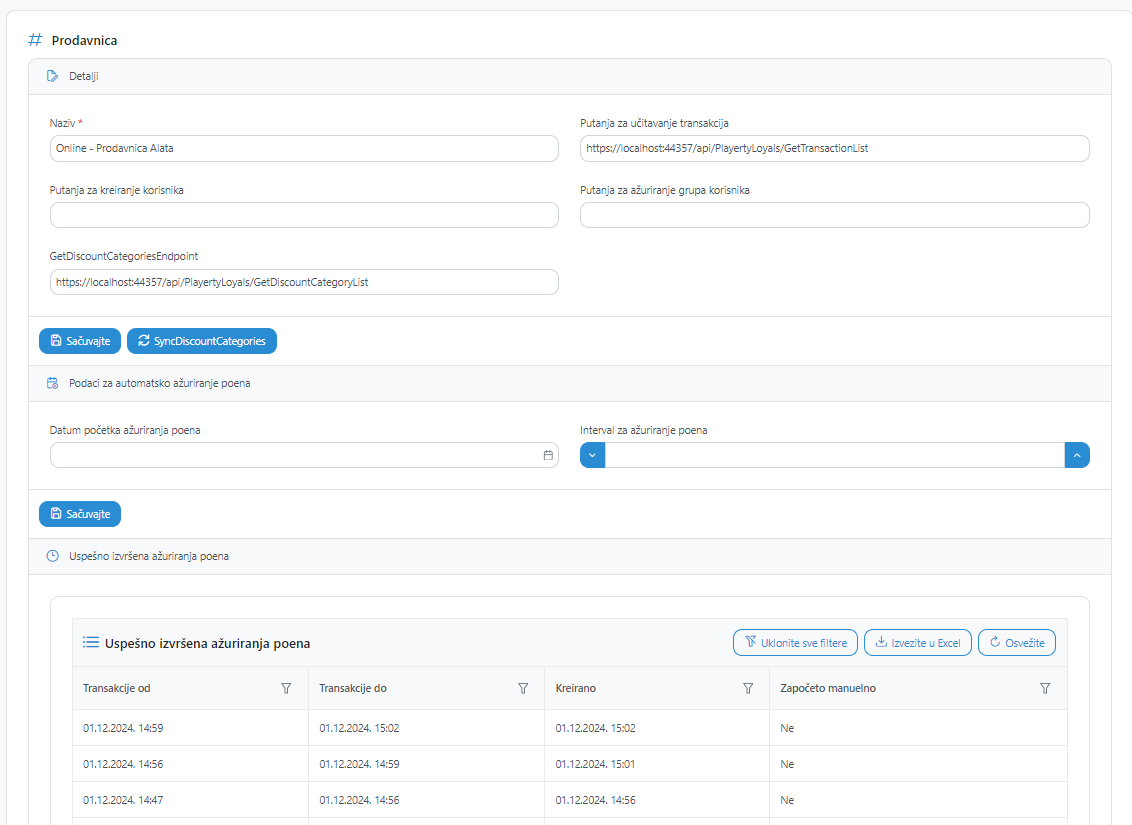 Prodavnica
Detalji
Naziv *
Putanja za učitavanje transakcija
Online - Prodavnica Alata
https://localhost:44357/api/PlayertyLoyals/GetTransactionList
Putanja za kreiranje korisnika
Putanja za ažuriranje grupa korisnika
GetDiscountCategoriesEndpoint
https://localhost:44357/api/PlayertyLoyals/GetDiscountCategoryList
Sačuvajte
SyncDiscountCategories
Podaci za automatsko ažuriranje poena
Datum početka ažuriranja poena
Interval za ažuriranje poena
Sačuvajte
Uspešno izvršena ažuriranja poena
Uspešno izvršena ažuriranja poena
Uklonite sve filtere
Izvezite u Excel
Osvežite
Transakcije od
Transakcije do
Kreirano
Započeto manuelno
01.12.2024. 14:59
01.12.2024. 15:02
01.12.2024. 15:02
Ne
01.12.2024. 14:56
01.12.2024. 14:59
01.12.2024. 15:01
Ne
01.12.2024. 14:47
01.12.2024. 14:56
01.12.2024. 14:56
Ne